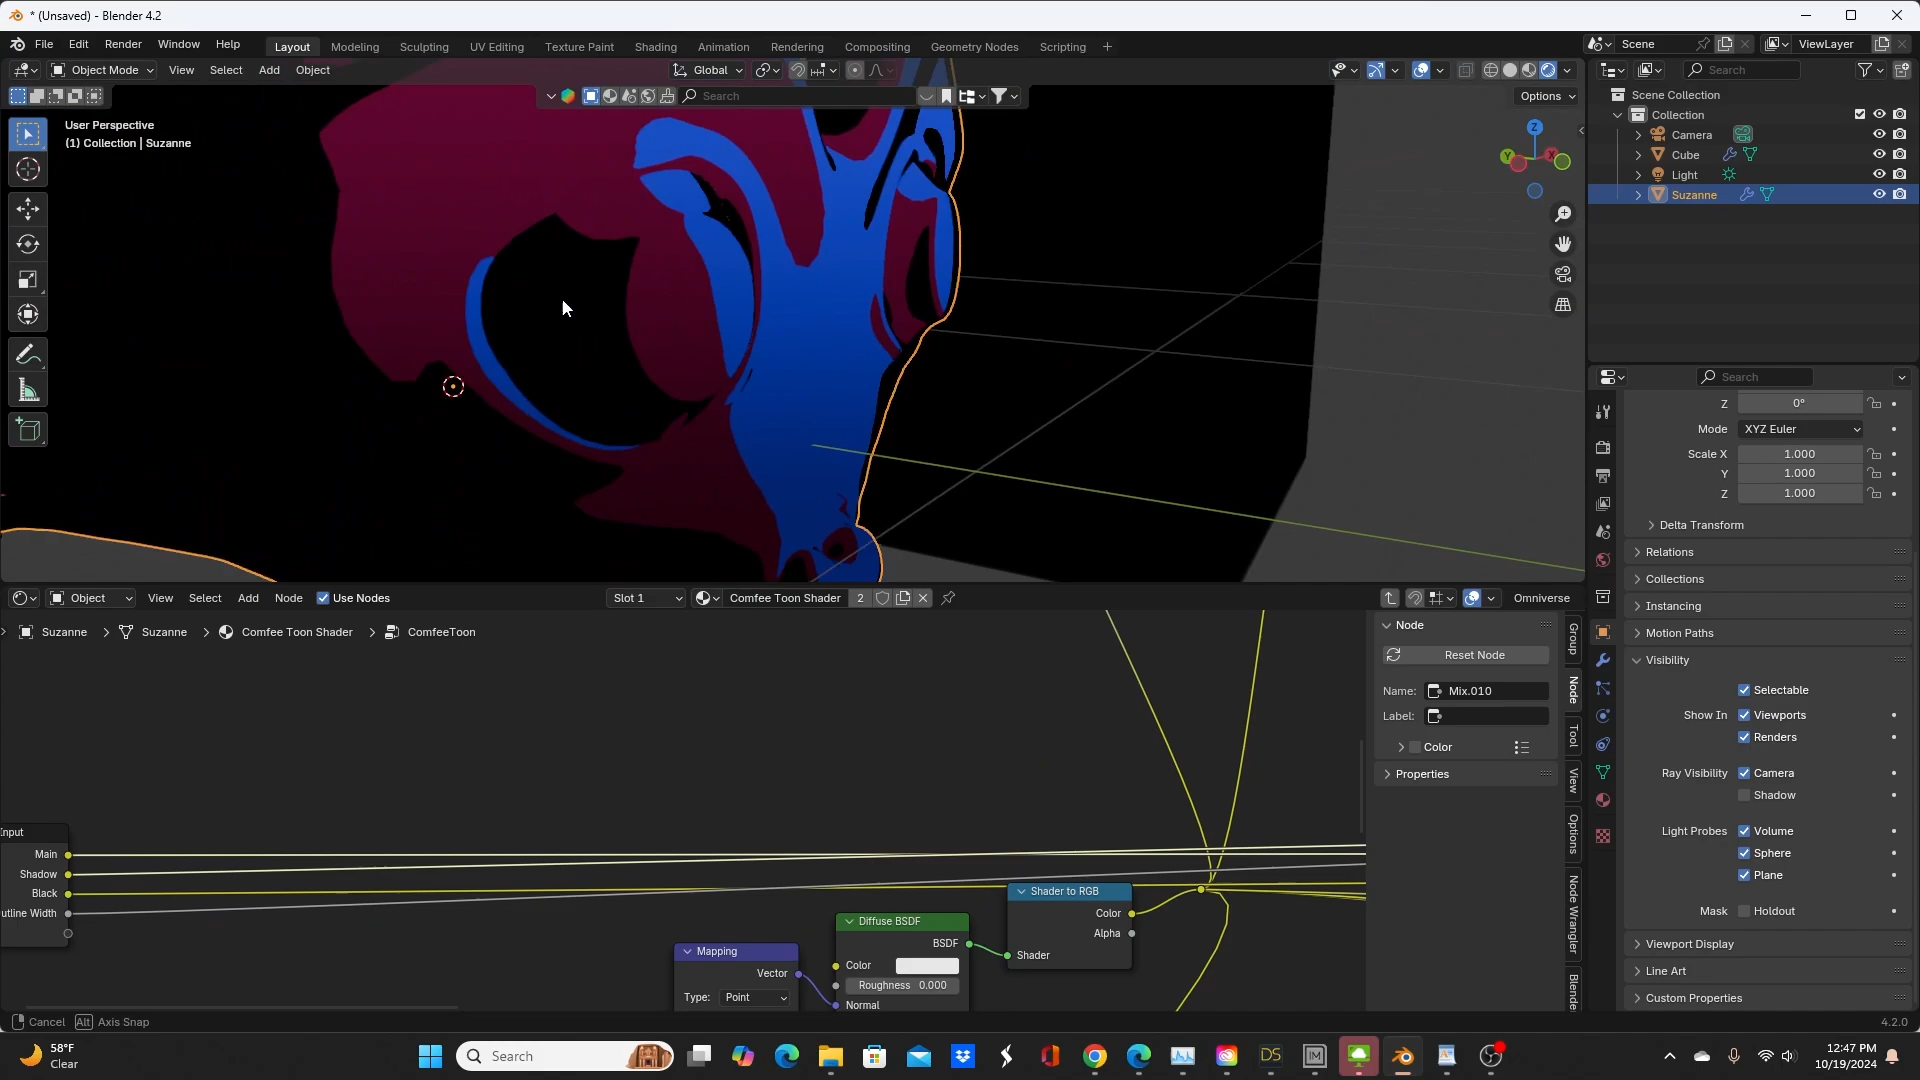 * (Unsaved) - Blender 4.2
File Edit Render Window Help Layout Modeling Sculpting UV Editing Texture Paint Shading Animation Rendering Compositing Geometry Nodes Scripting + Scene ViewLayer
Object Mode View Select Add Object Global Search
Search Options
User Perspective
(1) Collection | Suzanne
Z
Y X
Scene Collection
Collection
Camera
Cube
Light
Suzanne
Search
Z 0°
Mode XYZ Euler
Scale X 1.000
Y 1.000
Z 1.000
Delta Transform
Relations
Collections
Instancing
Motion Paths
Visibility
Selectable
Show In Viewports
Renders
Ray Visibility Camera
Shadow
Light Probes Volume
Sphere
Plane
Mask Holdout
Viewport Display
Line Art
Custom Properties
Object View Select Add Node Use Nodes Slot 1 Comfee Toon Shader 2 Omniverse
Suzanne Suzanne Comfee Toon Shader ComfeeToon
Node
Reset Node
Name: Mix.010
Label:
Color
Properties
Group
Node
Tool
View
Options
Node Wrangler
Blende
Input
Main
Shadow
Black
utline Width
Mapping
Vector
Type: Point
Diffuse BSDF
BSDF
Color
Roughness 0.000
Normal
Shader to RGB
Color
Alpha
Shader
Cancel Alt Axis Snap 4.2.0
58°F
Clear
Search
DS
12:47 PM
10/19/2024